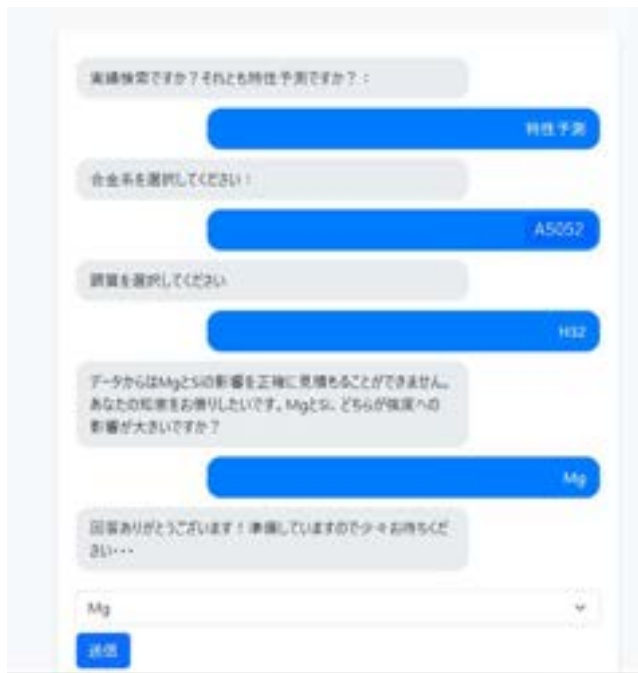 実績検索ですか？それとも特性予測ですか？：
特性予測
合金系を選択してください：
A5052
調質を選択してください
H32
データからはMgとSiの影響を正確に見積もることができません。
あなたの知恵をお借りしたいです。MgとSi、どちらが強度への
影響が大きいですか？
Mg
回答ありがとうございます！準備していますので少々お待ちくだ
さい・・・
Mg
送信